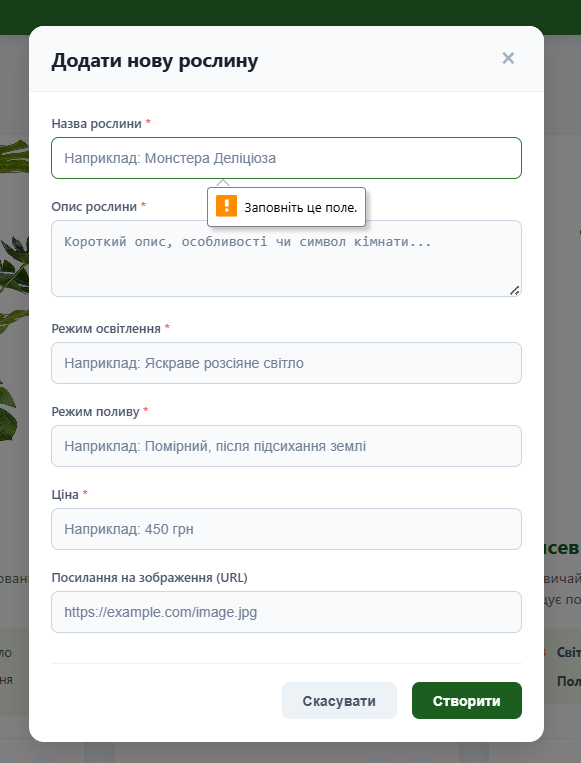 Додати нову рослину
×
Назва рослини *
Наприклад: Монстера Деліціоза
Заповніть це поле.
Опис рослини *
Короткий опис, особливості чи символ кімнати...
Режим освітлення *
Наприклад: Яскраве розсіяне світло
Режим поливу *
Наприклад: Помірний, після підсихання землі
Ціна *
Наприклад: 450 грн
Посилання на зображення (URL)
https://example.com/image.jpg
Скасувати
Створити